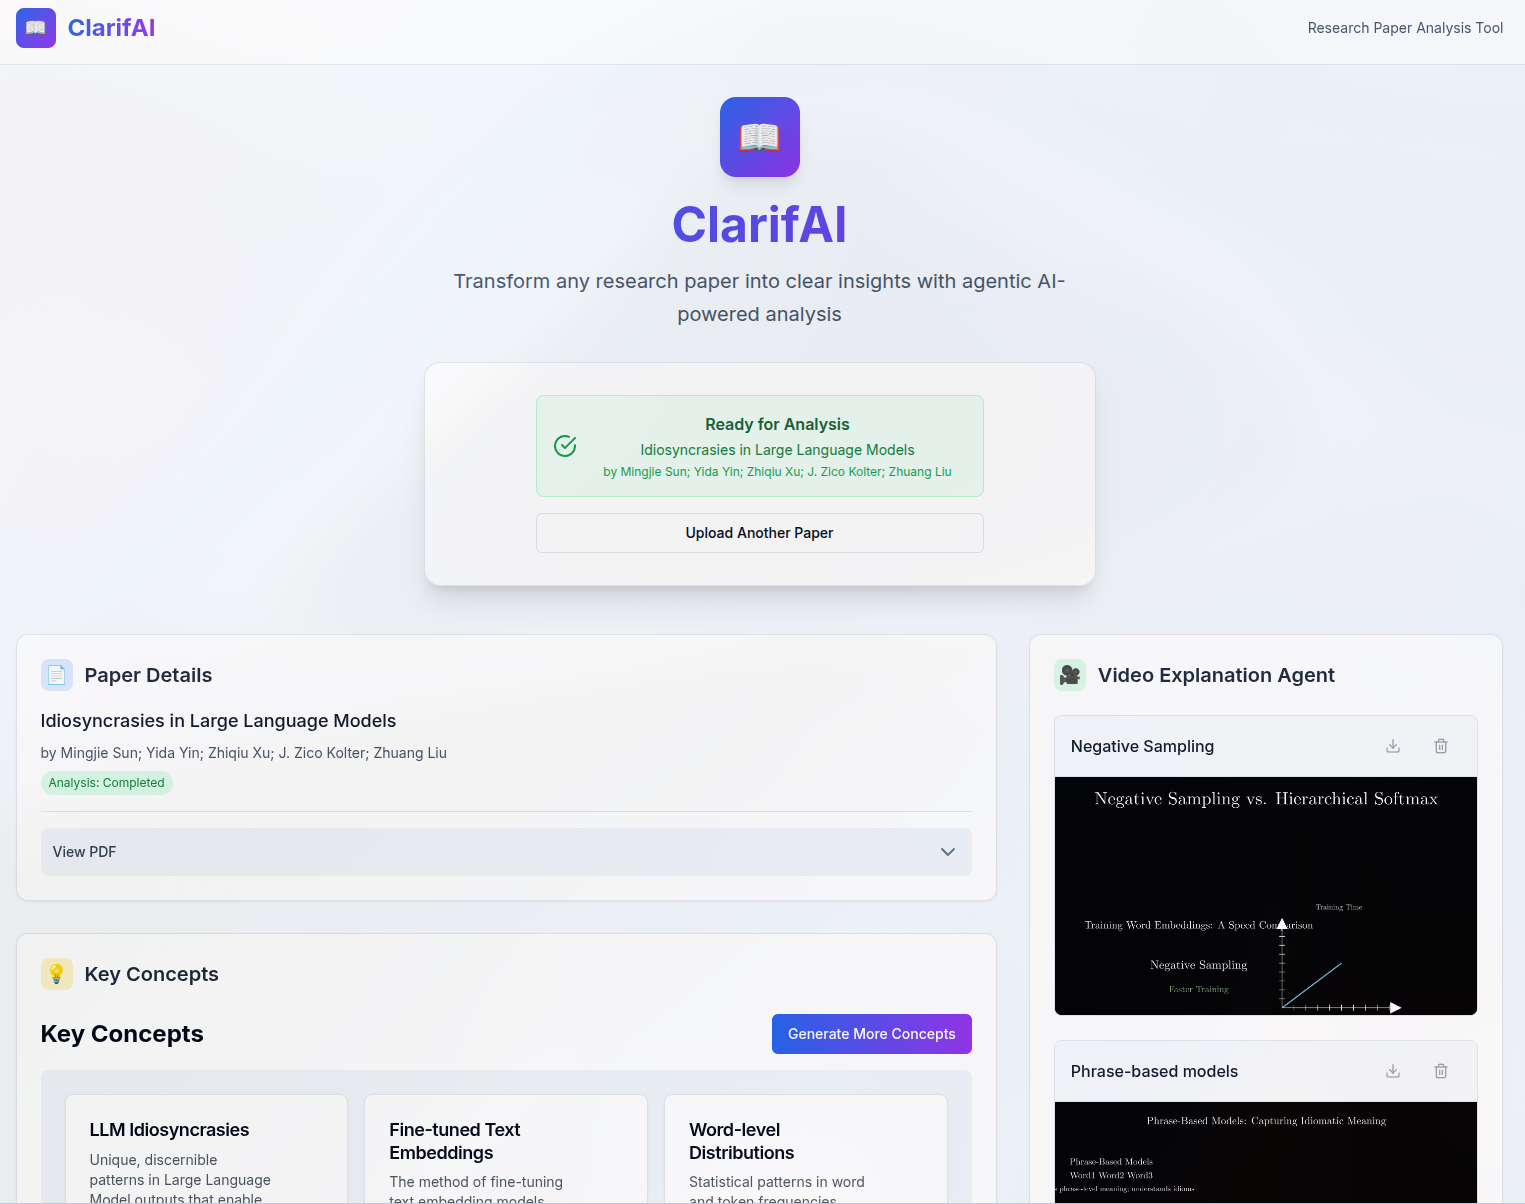 ClarifAI
Research Paper Analysis Tool
ClarifAI
Transform any research paper into clear insights with agentic AI-
powered analysis
Ready for Analysis
Idiosyncrasies in Large Language Models
by Mingjie Sun; Yida Yin; Zhiqiu Xu; J. Zico Kolter; Zhuang Liu
Upload Another Paper
Paper Details
Idiosyncrasies in Large Language Models
by Mingjie Sun; Yida Yin; Zhiqiu Xu; J. Zico Kolter; Zhuang Liu
Analysis: Completed
View PDF
Key Concepts
Key Concepts
Generate More Concepts
LLM Idiosyncrasies
Unique, discernible
patterns in Large Language
Model outputs that enable
Fine-tuned Text
Embeddings
The method of fine-tuning
text embedding models
Word-level
Distributions
Statistical patterns in word
and token frequencies
Video Explanation Agent
Negative Sampling
Negative Sampling vs. Hierarchical Softmax
Training Time
Training Word Embeddings: A Speed Comparison
Negative Sampling
Faster Training
Phrase-based models
Phrase-Based Models: Capturing Idiomatic Meaning
Phrase-Based Models
Word1 Word2 Word3
phrase-level meaning; understands idioms